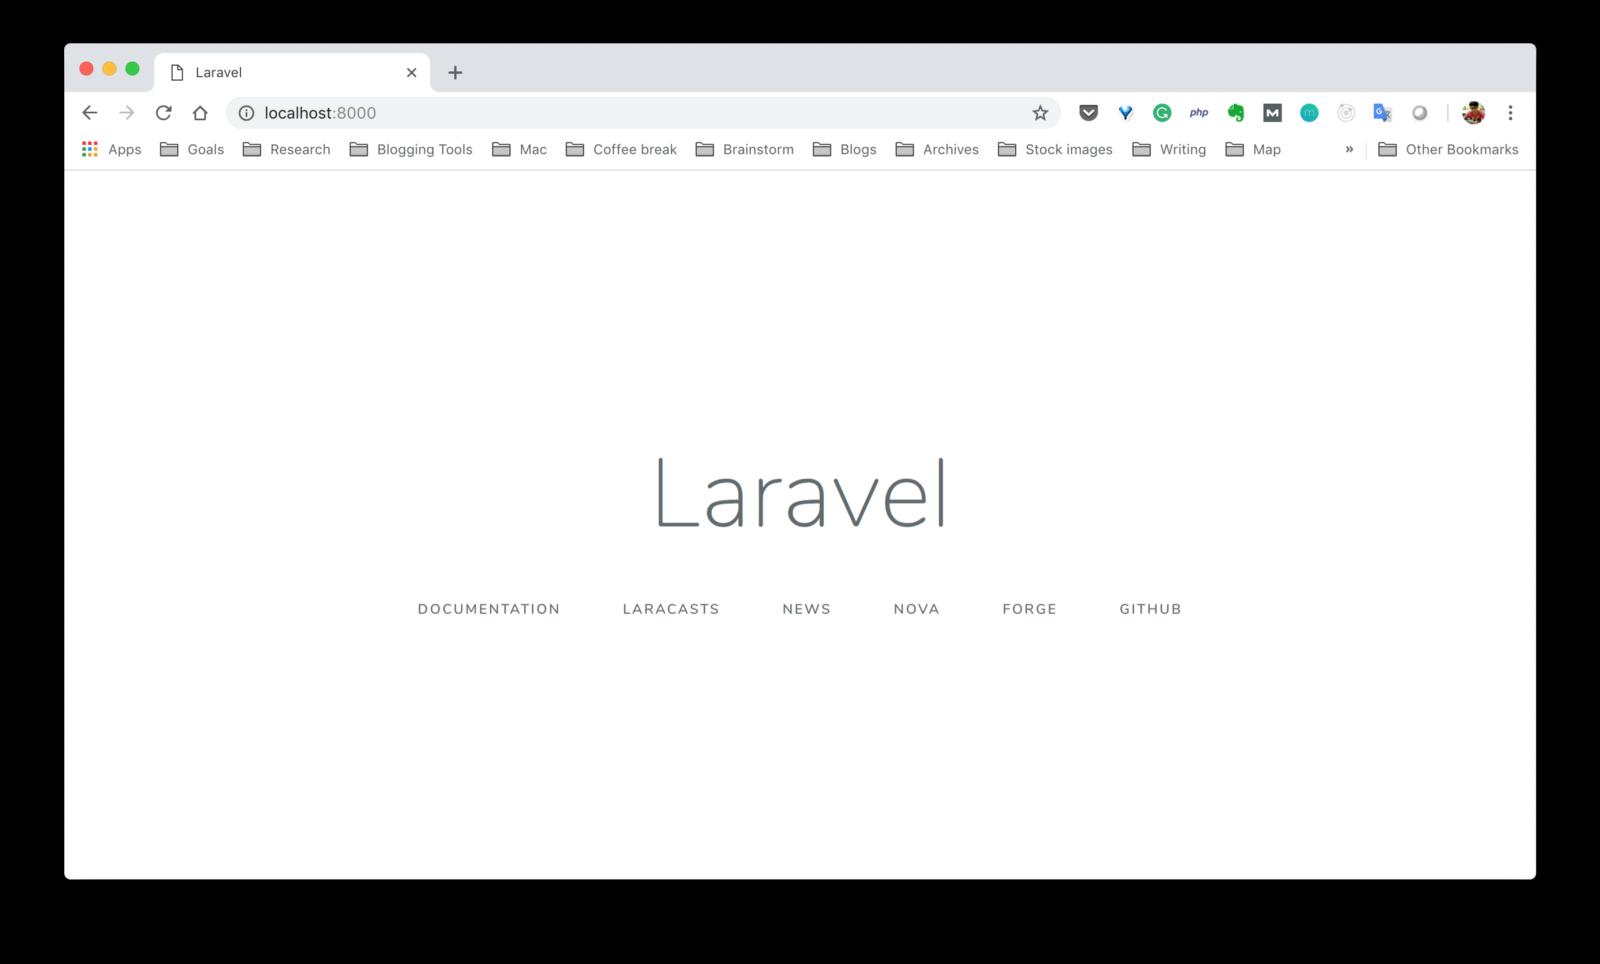 Laravel
localhost:8000
php
Apps Goals Research Blogging Tools Mac Coffee break Brainstorm Blogs Archives Stock images Writing Map » Other Bookmarks
Laravel
DOCUMENTATION LARACASTS NEWS NOVA FORGE GITHUB